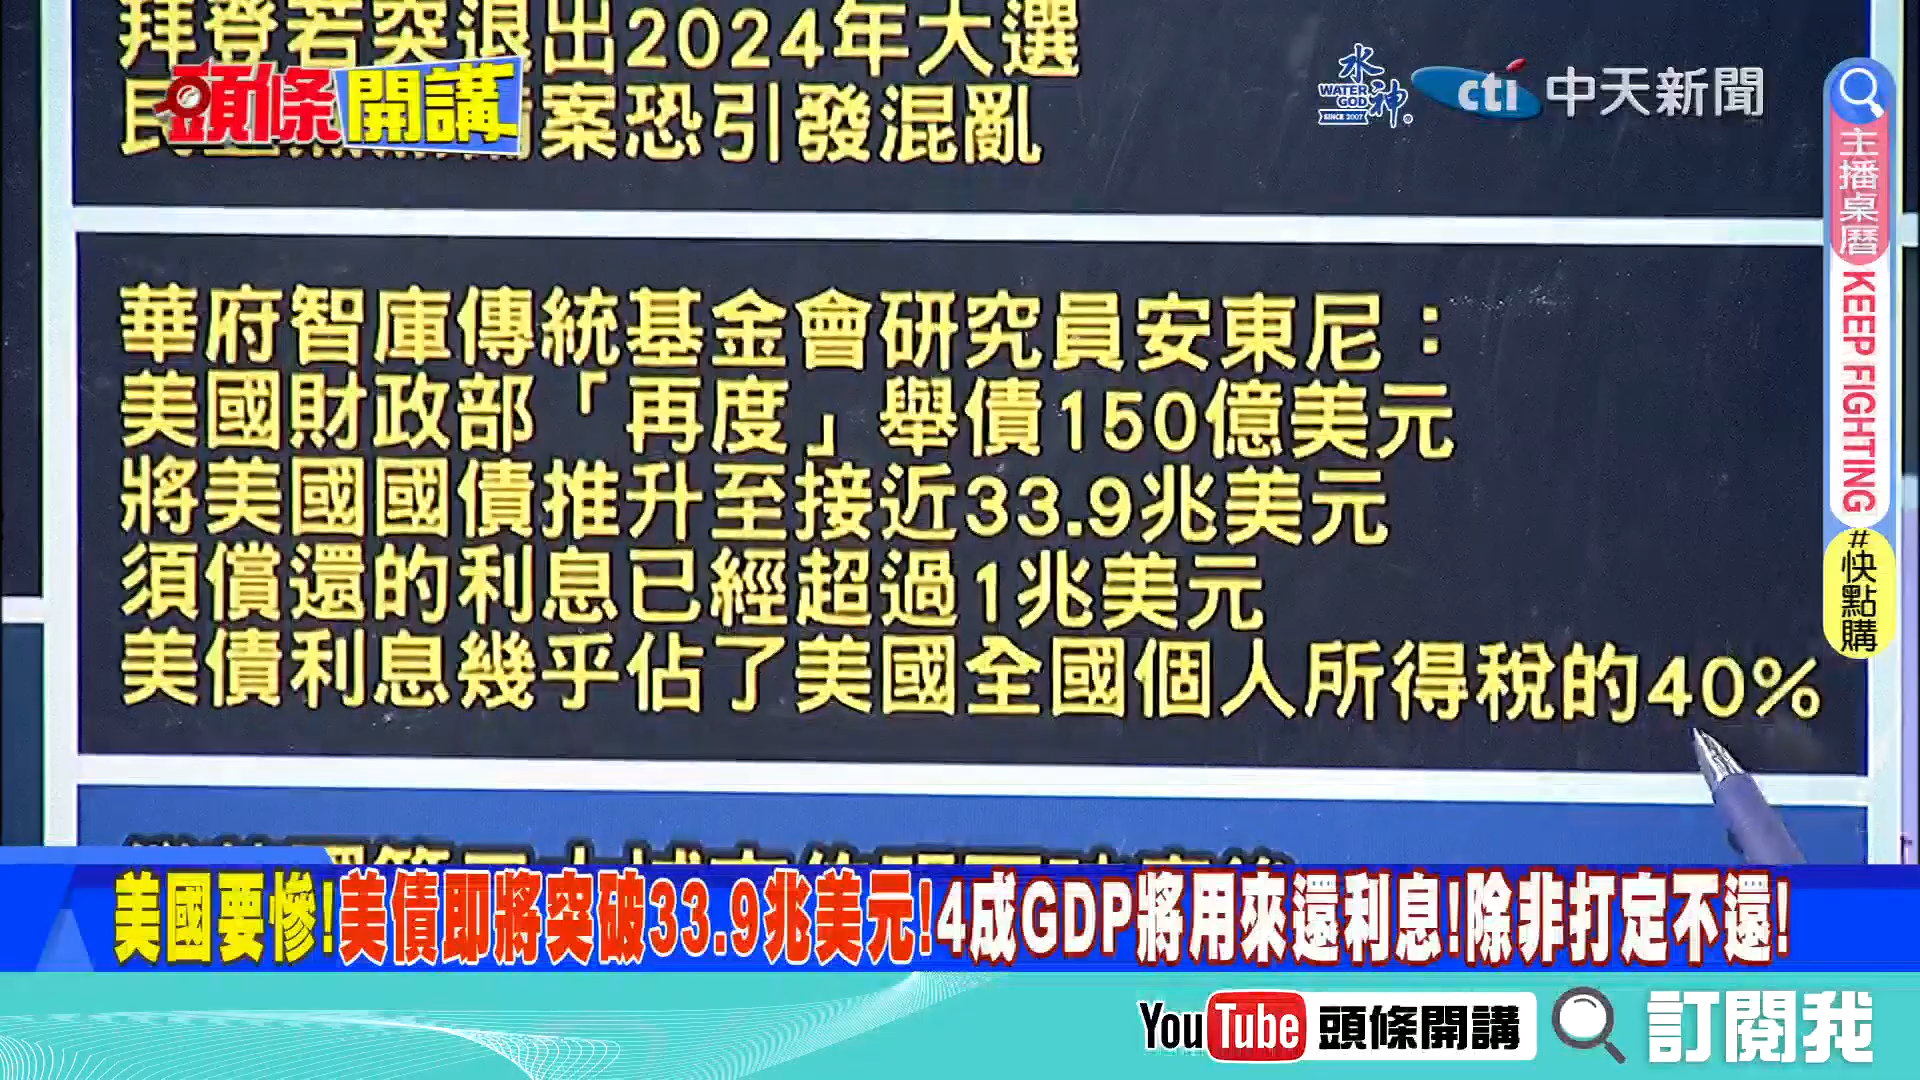 拜登若突退出2024年大選
頭條開講
案恐引發混亂
水神
WATER GOD
SINCE 2007
cti 中天新聞
主播桌曆
KEEP FIGHTING
#快點購
華府智庫傳統基金會研究員安東尼：
美國財政部「再度」舉債150億美元
將美國國債推升至接近33.9兆美元
須償還的利息已經超過1兆美元
美債利息幾乎佔了美國全國個人所得稅的40%
美國要慘!美債即將突破33.9兆美元!4成GDP將用來還利息!除非打定不還!
YouTube 頭條開講
訂閱我